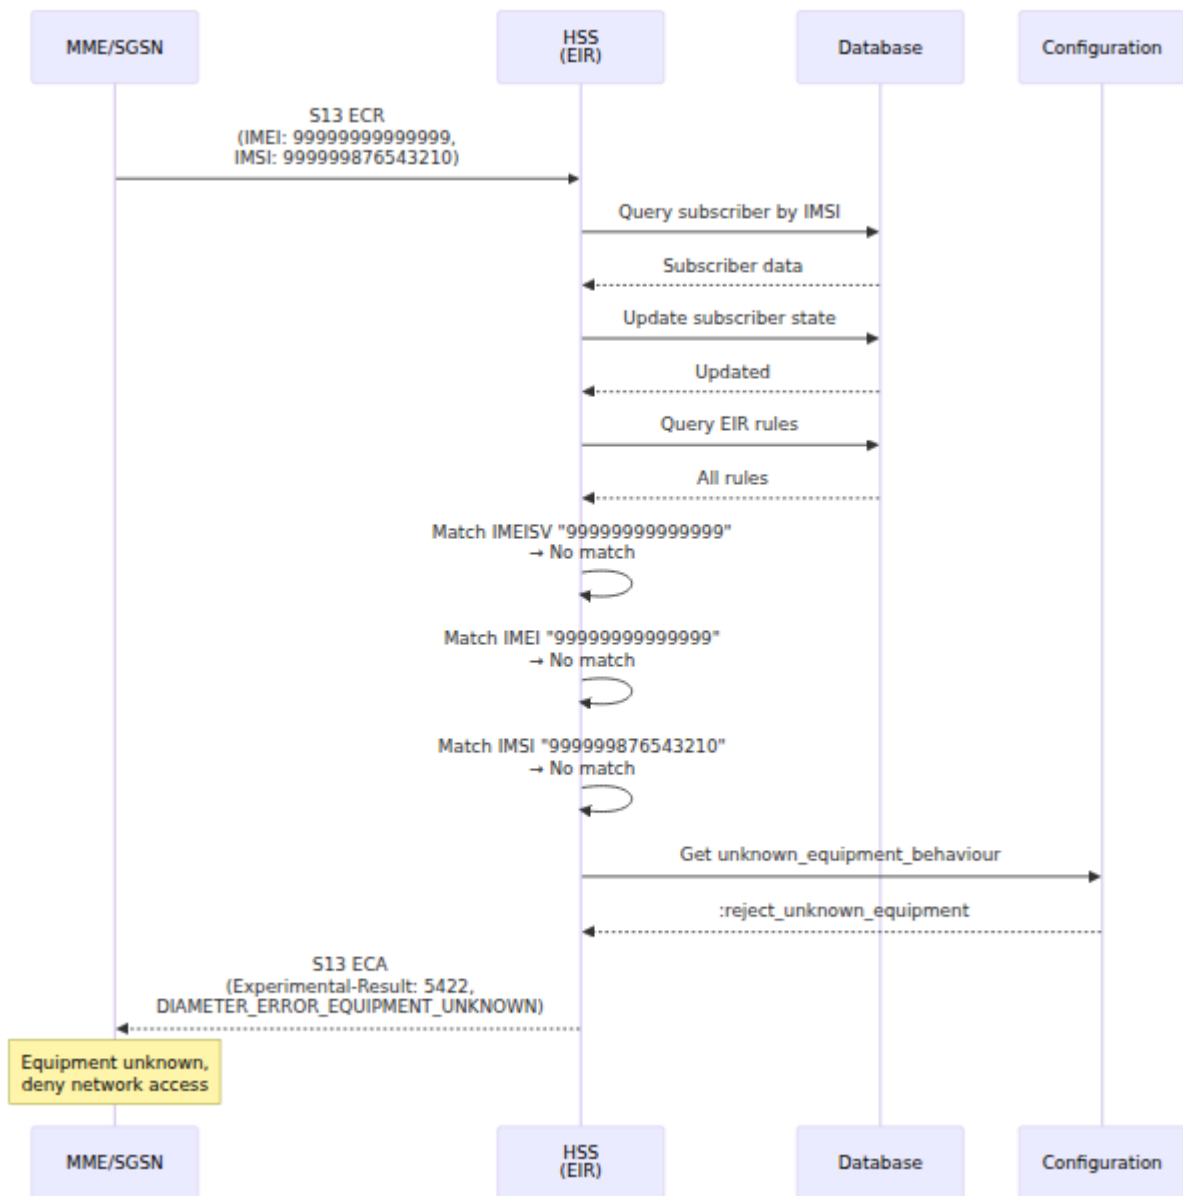 MME/SGSN
HSS
(EIR)
Database
Configuration
S13 ECR
(IMEI: 99999999999999,
IMSI: 999999876543210)
Query subscriber by IMSI
Subscriber data
Update subscriber state
Updated
Query EIR rules
All rules
Match IMEISV "99999999999999"
→ No match
Match IMEI "99999999999999"
→ No match
Match IMSI "999999876543210"
→ No match
Get unknown_equipment_behaviour
:reject_unknown_equipment
S13 ECA
(Experimental-Result: 5422,
DIAMETER_ERROR_EQUIPMENT_UNKNOWN)
Equipment unknown,
deny network access
MME/SGSN
HSS
(EIR)
Database
Configuration